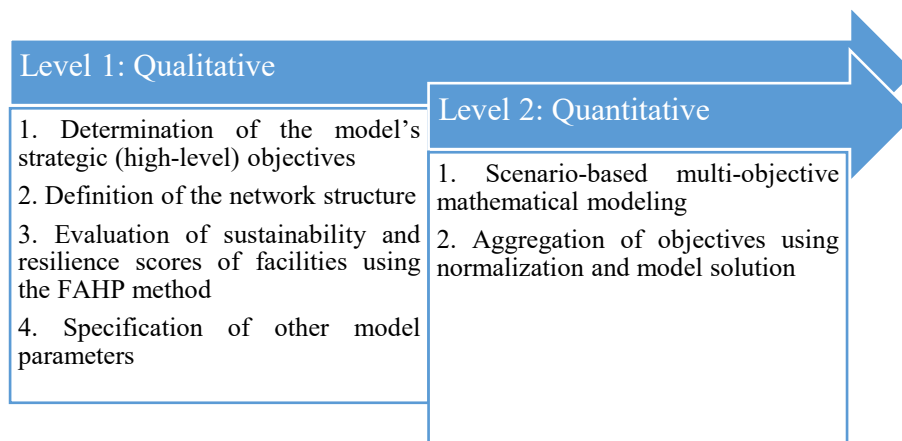 Level 1: Qualitative
1. Determination of the model's
strategic (high-level) objectives
2. Definition of the network structure
3. Evaluation of sustainability and
resilience scores of facilities using
the FAHP method
4. Specification of other model
parameters
Level 2: Quantitative
1. Scenario-based multi-objective
mathematical modeling
2. Aggregation of objectives using
normalization and model solution